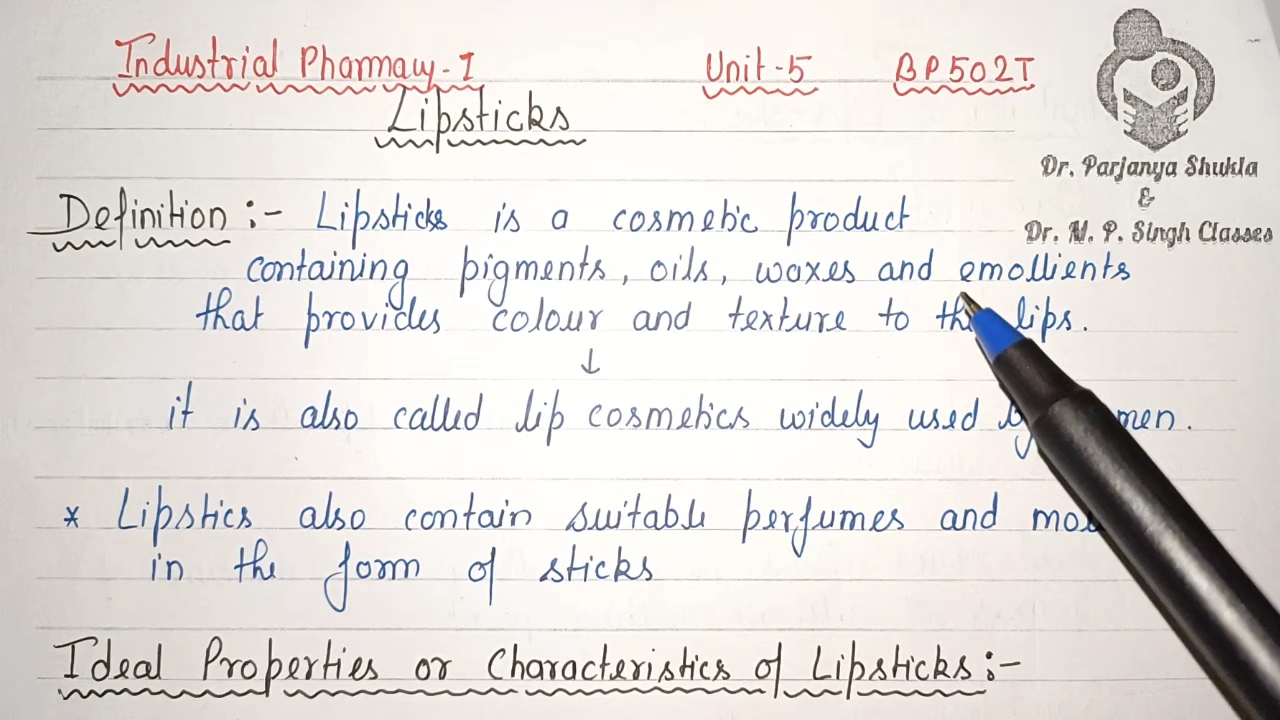 Industrial Pharmacy-I Unit-5 BP502T
Lipsticks
Dr. Parjanya Shukla
&
Dr. M. P. Singh Classes
Definition :- Lipsticks is a cosmetic product
containing pigments, oils, waxes and emollients
that provides colour and texture to the lips.
↓
it is also called lip cosmetics widely used
* Lipstics also contain suitable perfumes and
in the form of sticks
Ideal Properties or Characteristics of Lipsticks:-